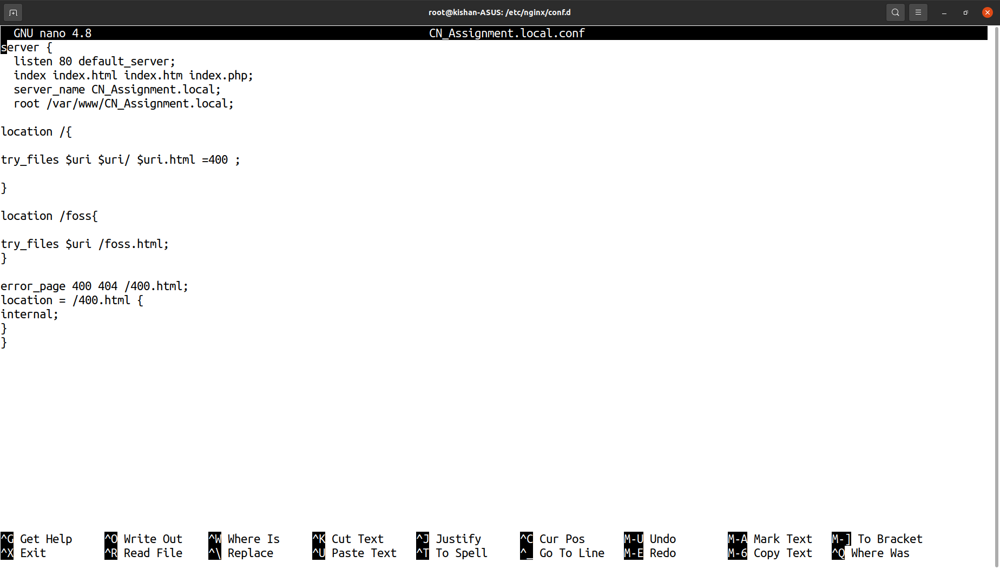 root@kishan-ASUS: /etc/nginx/conf.d
GNU nano 4.8 CN_Assignment.local.conf
server {
  listen 80 default_server;
  index index.html index.htm index.php;
  server_name CN_Assignment.local;
  root /var/www/CN_Assignment.local;
location /{
try_files $uri $uri/ $uri.html =400 ;
}
location /foss{
try_files $uri /foss.html;
}
error_page 400 404 /400.html;
location = /400.html {
internal;
}
}
^G Get Help ^O Write Out ^W Where Is ^K Cut Text ^J Justify ^C Cur Pos M-U Undo M-A Mark Text M-] To Bracket
^X Exit ^R Read File ^\ Replace ^U Paste Text ^T To Spell ^_ Go To Line M-E Redo M-6 Copy Text ^Q Where Was